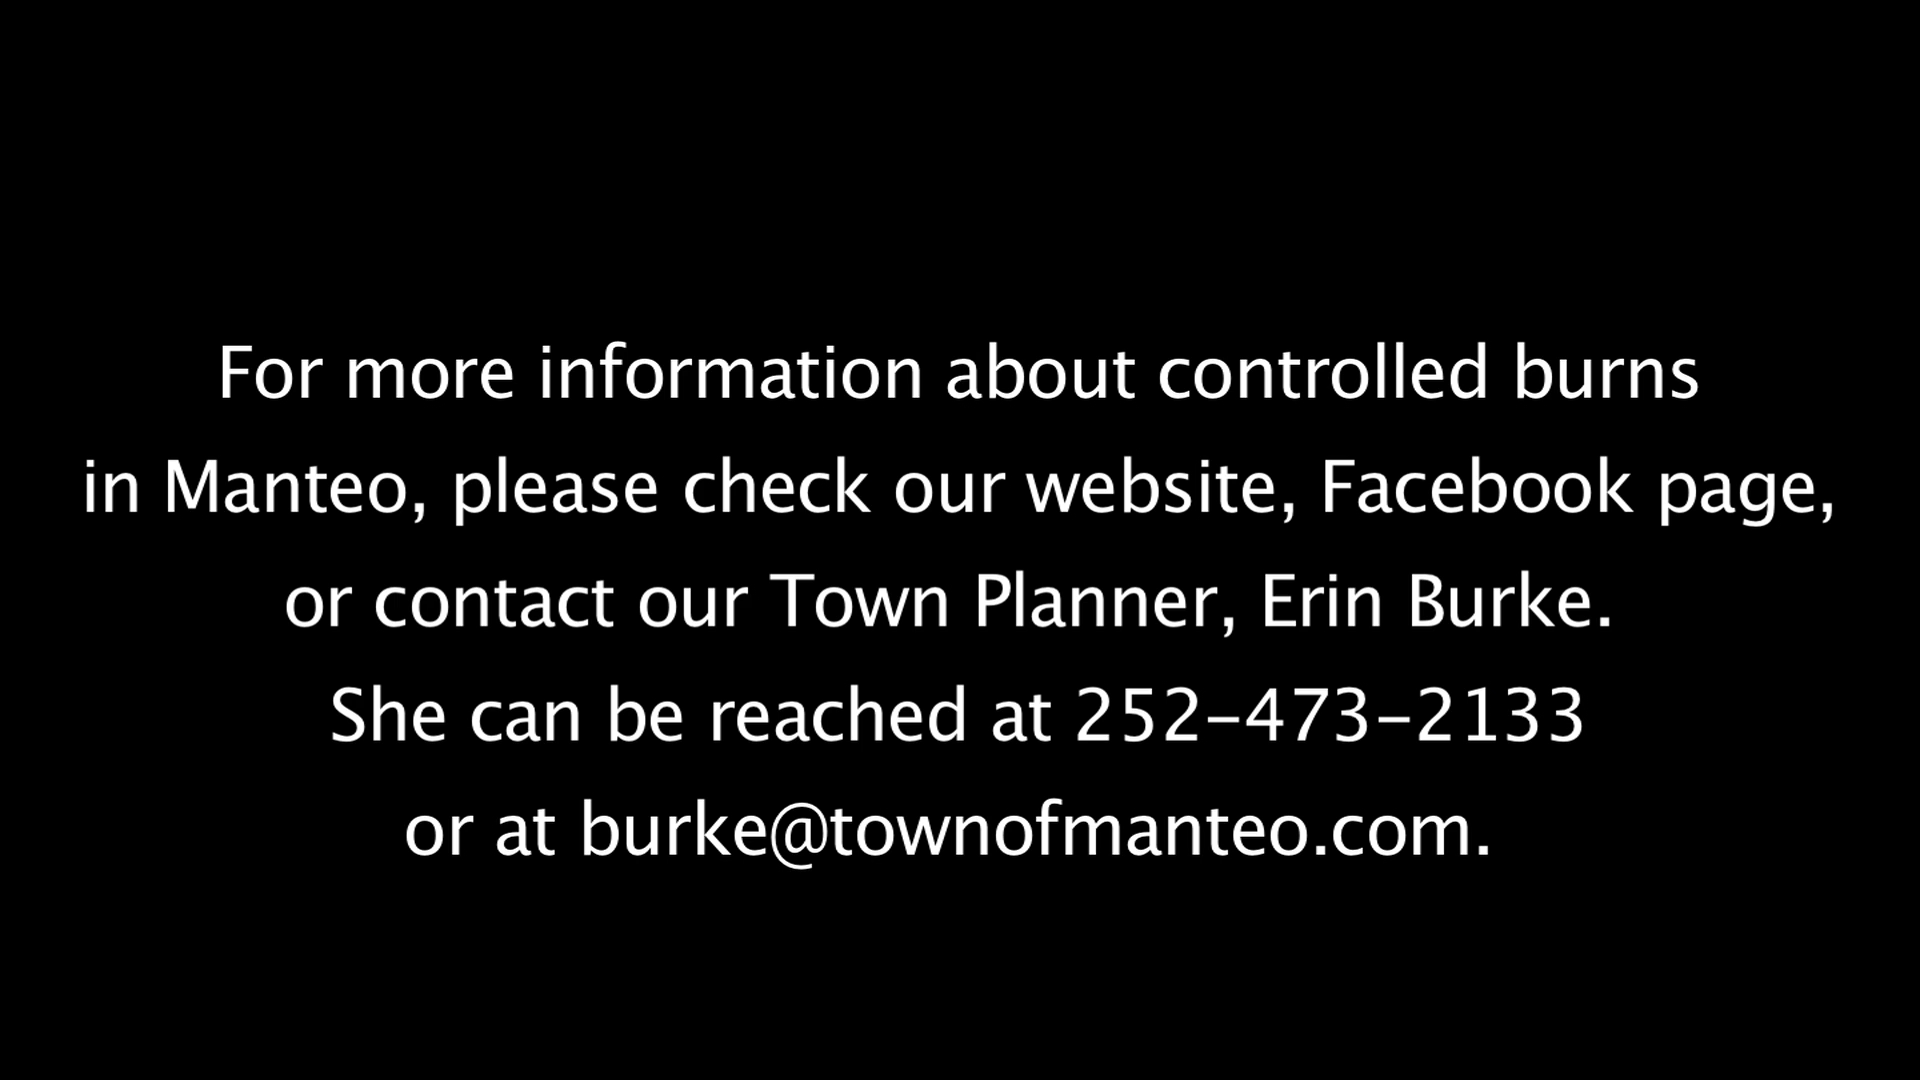 For more information about controlled burns
in Manteo, please check our website, Facebook page,
or contact our Town Planner, Erin Burke.
She can be reached at 252-473-2133
or at burke@townofmanteo.com.